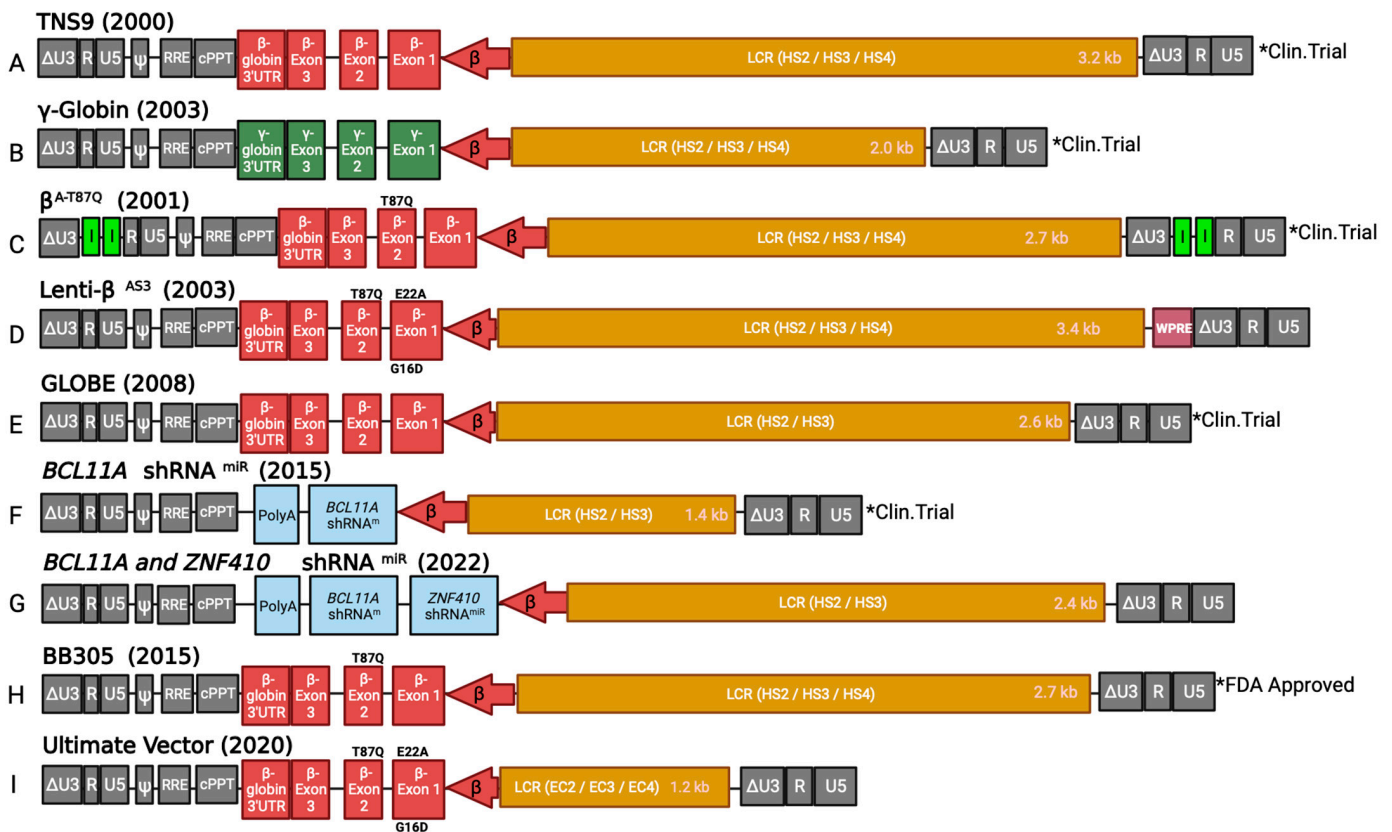 TNS9 (2000)
A ΔU3 R U5 ψ RRE cPPT β-globin 3'UTR β-Exon 3 β-Exon 2 β-Exon 1 β LCR (HS2 / HS3 / HS4) 3.2 kb ΔU3 R U5 *Clin.Trial
γ-Globin (2003)
B ΔU3 R U5 ψ RRE cPPT γ-globin 3'UTR γ-Exon 3 γ-Exon 2 γ-Exon 1 β LCR (HS2 / HS3 / HS4) 2.0 kb ΔU3 R U5 *Clin.Trial
β A-T87Q (2001)
T87Q
C ΔU3 I I R U5 ψ RRE cPPT β-globin 3'UTR β-Exon 3 β-Exon 2 β-Exon 1 β LCR (HS2 / HS3 / HS4) 2.7 kb ΔU3 I I R U5 *Clin.Trial
Lenti-β AS3 (2003)
T87Q E22A
D ΔU3 R U5 ψ RRE cPPT β-globin 3'UTR β-Exon 3 β-Exon 2 β-Exon 1 β LCR (HS2 / HS3 / HS4) 3.4 kb WPRE ΔU3 R U5
G16D
GLOBE (2008)
E ΔU3 R U5 ψ RRE cPPT β-globin 3'UTR β-Exon 3 β-Exon 2 β-Exon 1 β LCR (HS2 / HS3) 2.6 kb ΔU3 R U5 *Clin.Trial
BCL11A shRNA miR (2015)
F ΔU3 R U5 ψ RRE cPPT PolyA BCL11A shRNAm β LCR (HS2 / HS3) 1.4 kb ΔU3 R U5 *Clin.Trial
BCL11A and ZNF410 shRNA miR (2022)
G ΔU3 R U5 ψ RRE cPPT PolyA BCL11A shRNAm ZNF410 shRNAmiR β LCR (HS2 / HS3) 2.4 kb ΔU3 R U5
BB305 (2015)
T87Q
H ΔU3 R U5 ψ RRE cPPT β-globin 3'UTR β-Exon 3 β-Exon 2 β-Exon 1 β LCR (HS2 / HS3 / HS4) 2.7 kb ΔU3 R U5 *FDA Approved
Ultimate Vector (2020)
T87Q E22A
I ΔU3 R U5 ψ RRE cPPT β-globin 3'UTR β-Exon 3 β-Exon 2 β-Exon 1 β LCR (EC2 / EC3 / EC4) 1.2 kb ΔU3 R U5
G16D